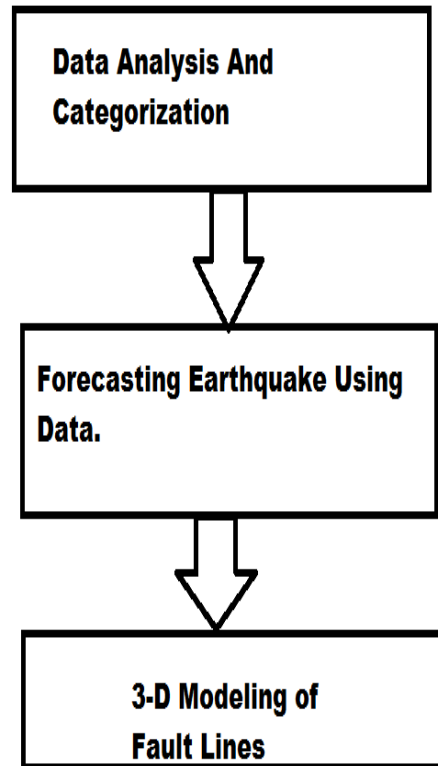 Data Analysis And
Categorization
Forecasting Earthquake Using
Data.
3-D Modeling of
Fault Lines